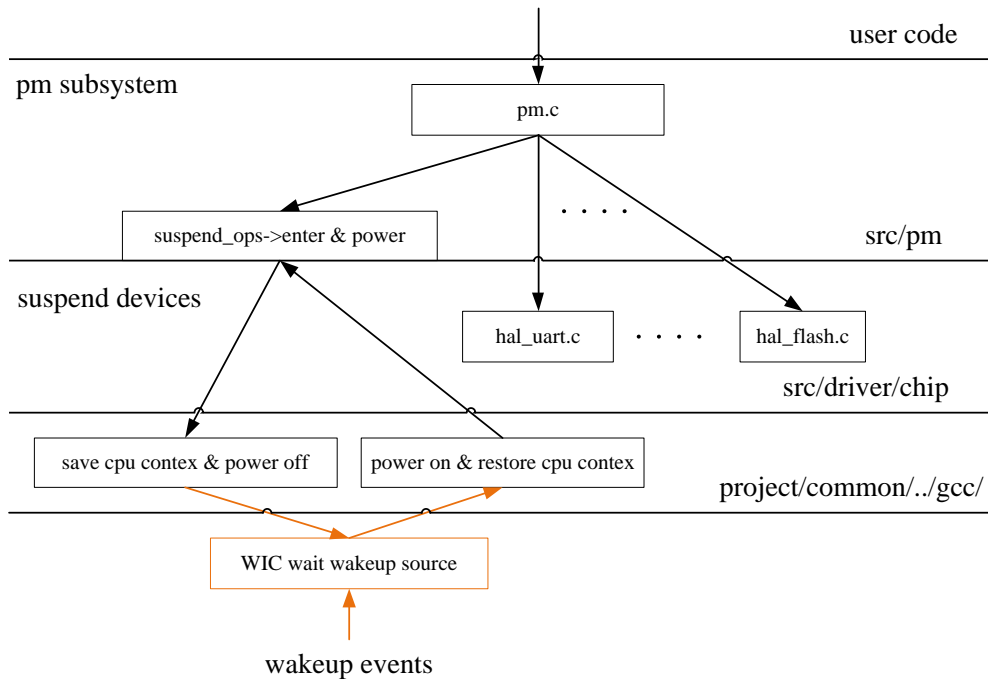 user code
pm subsystem
pm.c
. . . .
suspend_ops->enter & power
src/pm
suspend devices
hal_uart.c
. . . .
hal_flash.c
src/driver/chip
save cpu contex & power off
power on & restore cpu contex
project/common/../gcc/
WIC wait wakeup source
wakeup events